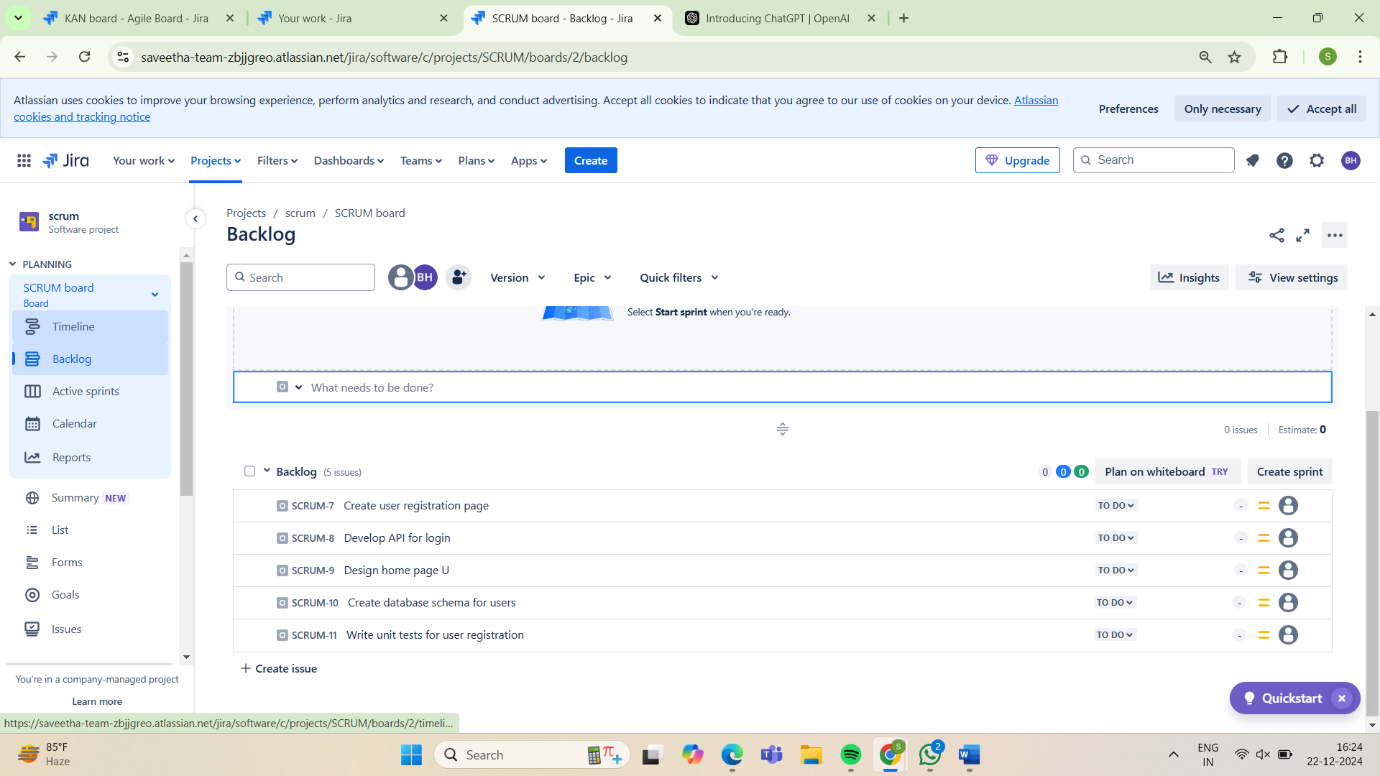 KAN board - Agile Board - Jira
Your work - Jira
SCRUM board - Backlog - Jira
Introducing ChatGPT | OpenAI
saveetha-team-zbjjgreo.atlassian.net/jira/software/c/projects/SCRUM/boards/2/backlog
S
Atlassian uses cookies to improve your browsing experience, perform analytics and research, and conduct advertising. Accept all cookies to indicate that you agree to our use of cookies on your device. Atlassian
cookies and tracking notice
Preferences
Only necessary
Accept all
Jira
Your work
Projects
Filters
Dashboards
Teams
Plans
Apps
Create
Upgrade
Search
BH
scrum
Software project
Projects / scrum / SCRUM board
Backlog
PLANNING
SCRUM board
Board
Timeline
Backlog
Active sprints
Calendar
Reports
Summary NEW
List
Forms
Goals
Issues
You're in a company-managed project
Learn more
Search
BH
Version
Epic
Quick filters
Insights
View settings
Select Start sprint when you're ready.
What needs to be done?
0 issues
Estimate: 0
Backlog (5 issues)
0 0 0
Plan on whiteboard TRY
Create sprint
SCRUM-7 Create user registration page TO DO -
SCRUM-8 Develop API for login TO DO -
SCRUM-9 Design home page U TO DO -
SCRUM-10 Create database schema for users TO DO -
SCRUM-11 Write unit tests for user registration TO DO -
+ Create issue
Quickstart
https://saveetha-team-zbjjgreo.atlassian.net/jira/software/c/projects/SCRUM/boards/2/timeli...
85°F
Haze
Search
S
2
ENG
IN
16:24
22-12-2024